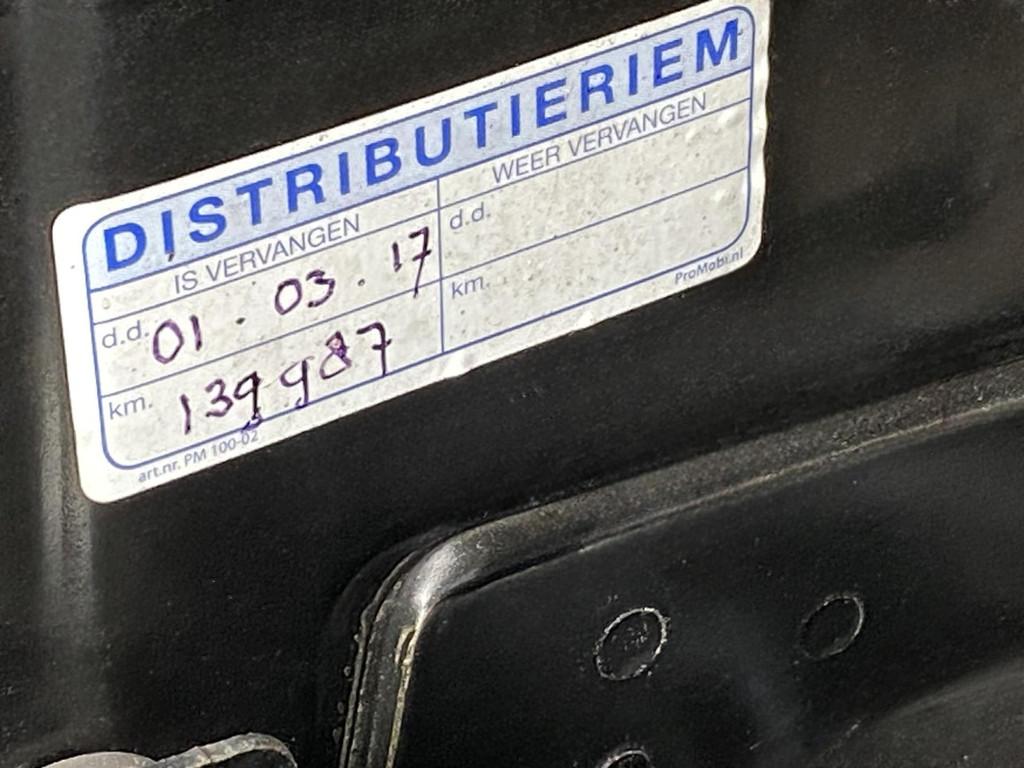 DISTRIBUTIERIEM
IS VERVANGEN
WEER VERVANGEN
d.d. 01 . 03 . 17
d.d.
km. 139987
km.
art.nr. PM 100-02
ProMobi.nl